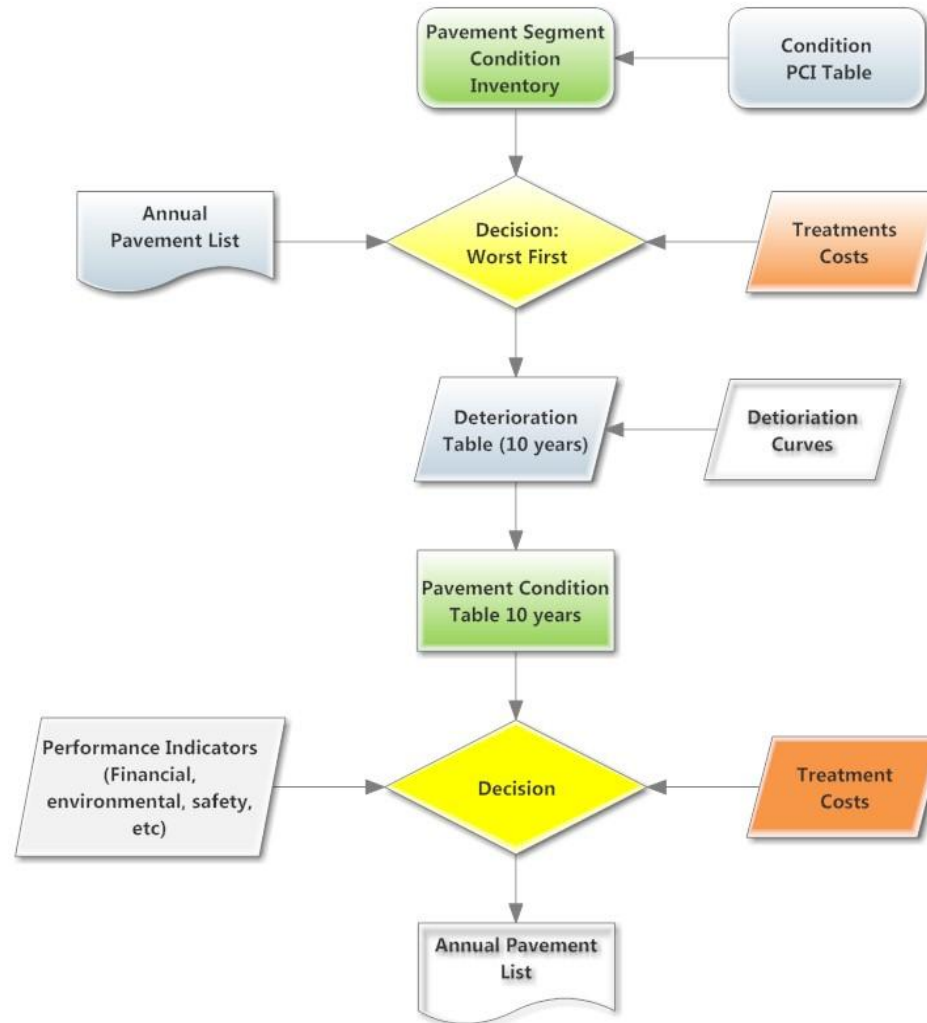 Pavement Segment
Condition
Inventory
Condition
PCI Table
Annual
Pavement List
Decision:
Worst First
Treatments
Costs
Deterioration
Table (10 years)
Detioriation
Curves
Pavement Condition
Table 10 years
Performance Indicators
(Financial,
environmental, safety,
etc)
Decision
Treatment
Costs
Annual Pavement
List